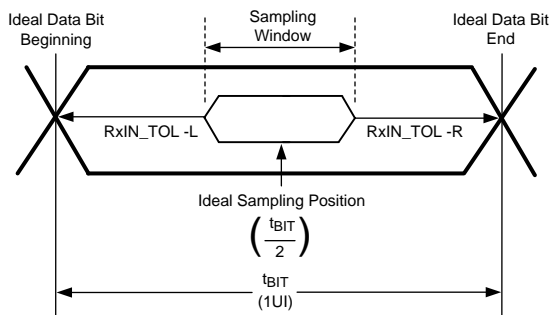 Ideal Data Bit
Beginning
Sampling
Window
Ideal Data Bit
End
RxIN_TOL -L
RxIN_TOL -R
Ideal Sampling Position
(tBIT
2)
tBIT
(1UI)